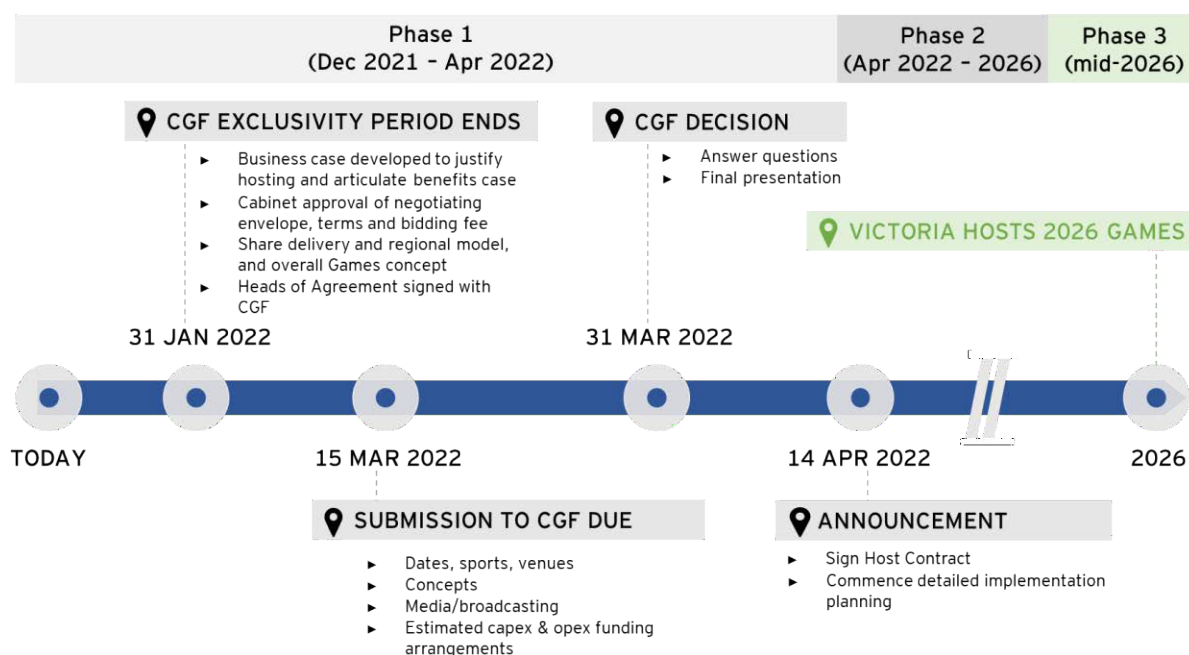 Phase 1
(Dec 2021 – Apr 2022)
Phase 2
(Apr 2022 – 2026)
Phase 3
(mid-2026)
CGF EXCLUSIVITY PERIOD ENDS
► Business case developed to justify
hosting and articulate benefits case
► Cabinet approval of negotiating
envelope, terms and bidding fee
► Share delivery and regional model,
and overall Games concept
► Heads of Agreement signed with
CGF
31 JAN 2022
CGF DECISION
► Answer questions
► Final presentation
31 MAR 2022
VICTORIA HOSTS 2026 GAMES
TODAY
15 MAR 2022
14 APR 2022
2026
SUBMISSION TO CGF DUE
► Dates, sports, venues
► Concepts
► Media/broadcasting
► Estimated capex & opex funding
arrangements
ANNOUNCEMENT
► Sign Host Contract
► Commence detailed implementation
planning